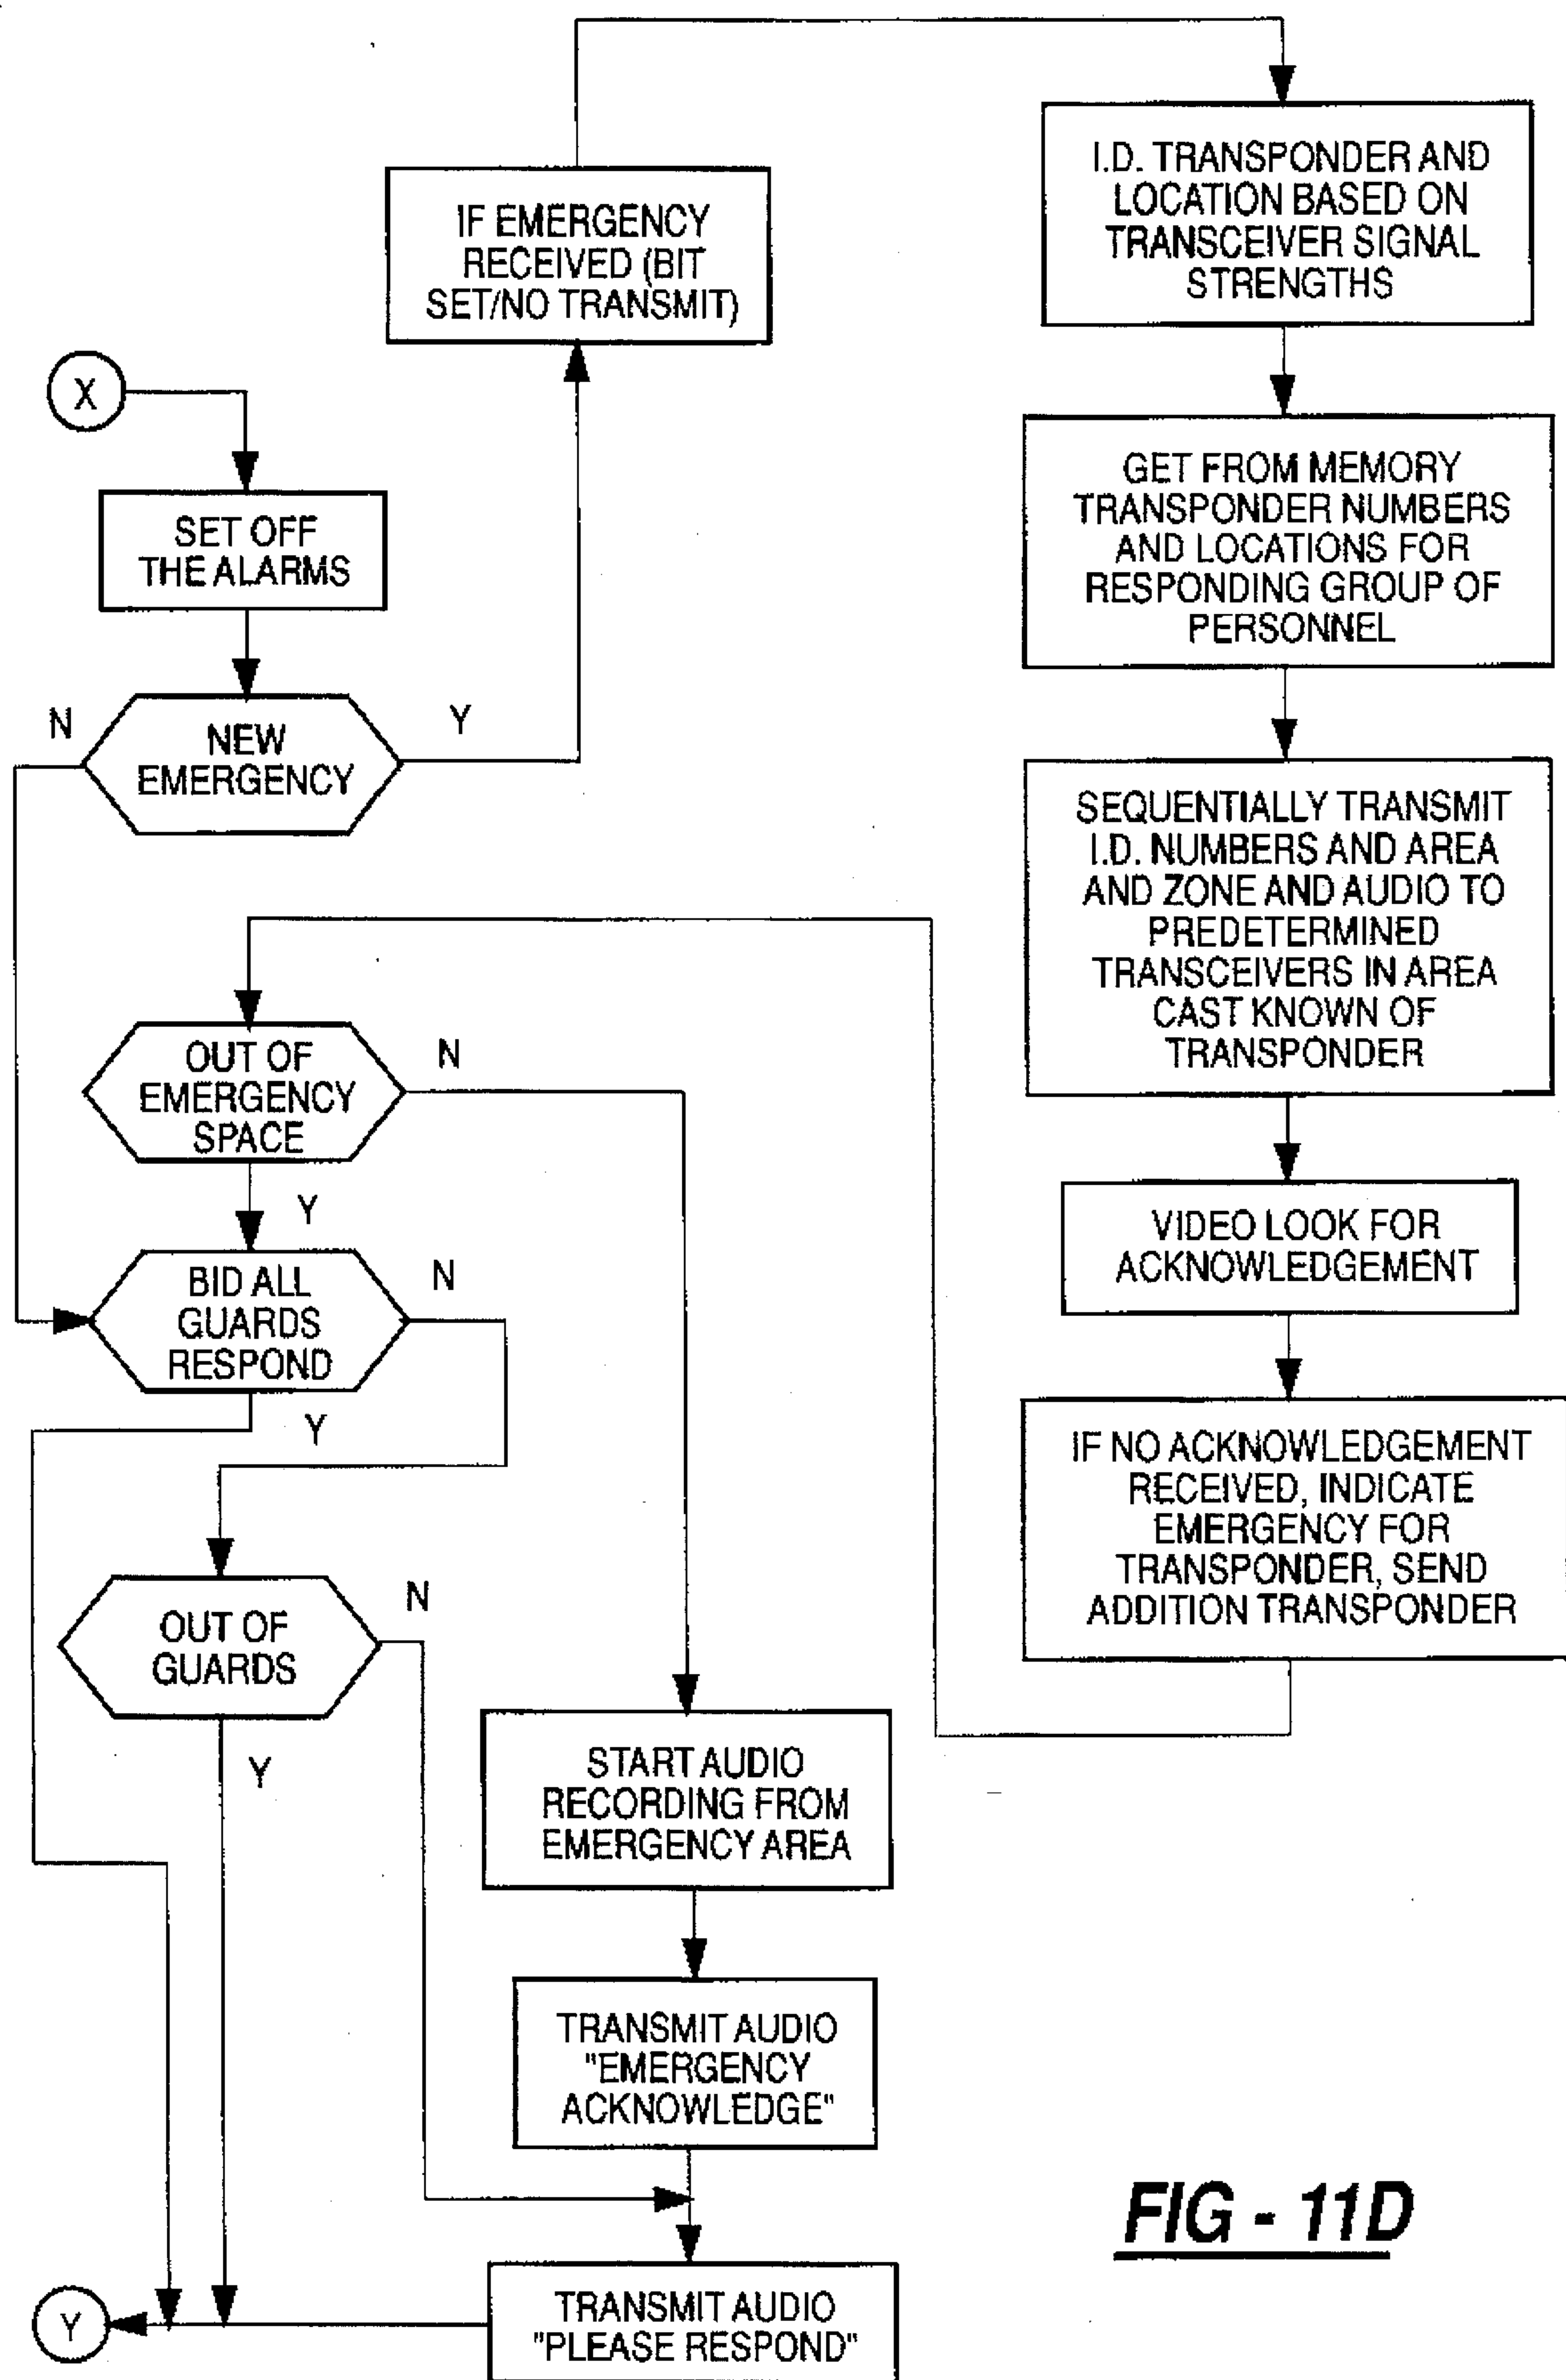 IF EMERGENCY
RECEIVED (BIT
SET/NO TRANSMIT)
I.D. TRANSPONDER AND
LOCATION BASED ON
TRANSCEIVER SIGNAL
STRENGTHS
X
SET OFF
THE ALARMS
GET FROM MEMORY
TRANSPONDER NUMBERS
AND LOCATIONS FOR
RESPONDING GROUP OF
PERSONNEL
N
NEW
EMERGENCY
Y
SEQUENTIALLY TRANSMIT
I.D. NUMBERS AND AREA
AND ZONE AND AUDIO TO
PREDETERMINED
TRANSCEIVERS IN AREA
CAST KNOWN OF
TRANSPONDER
OUT OF
EMERGENCY
SPACE
N
Y
VIDEO LOOK FOR
ACKNOWLEDGEMENT
BID ALL
GUARDS
RESPOND
N
Y
IF NO ACKNOWLEDGEMENT
RECEIVED, INDICATE
EMERGENCY FOR
TRANSPONDER, SEND
ADDITION TRANSPONDER
OUT OF
GUARDS
N
Y
START AUDIO
RECORDING FROM
EMERGENCY AREA
TRANSMIT AUDIO
"EMERGENCY
ACKNOWLEDGE"
FIG - 11D
Y
TRANSMIT AUDIO
"PLEASE RESPOND"